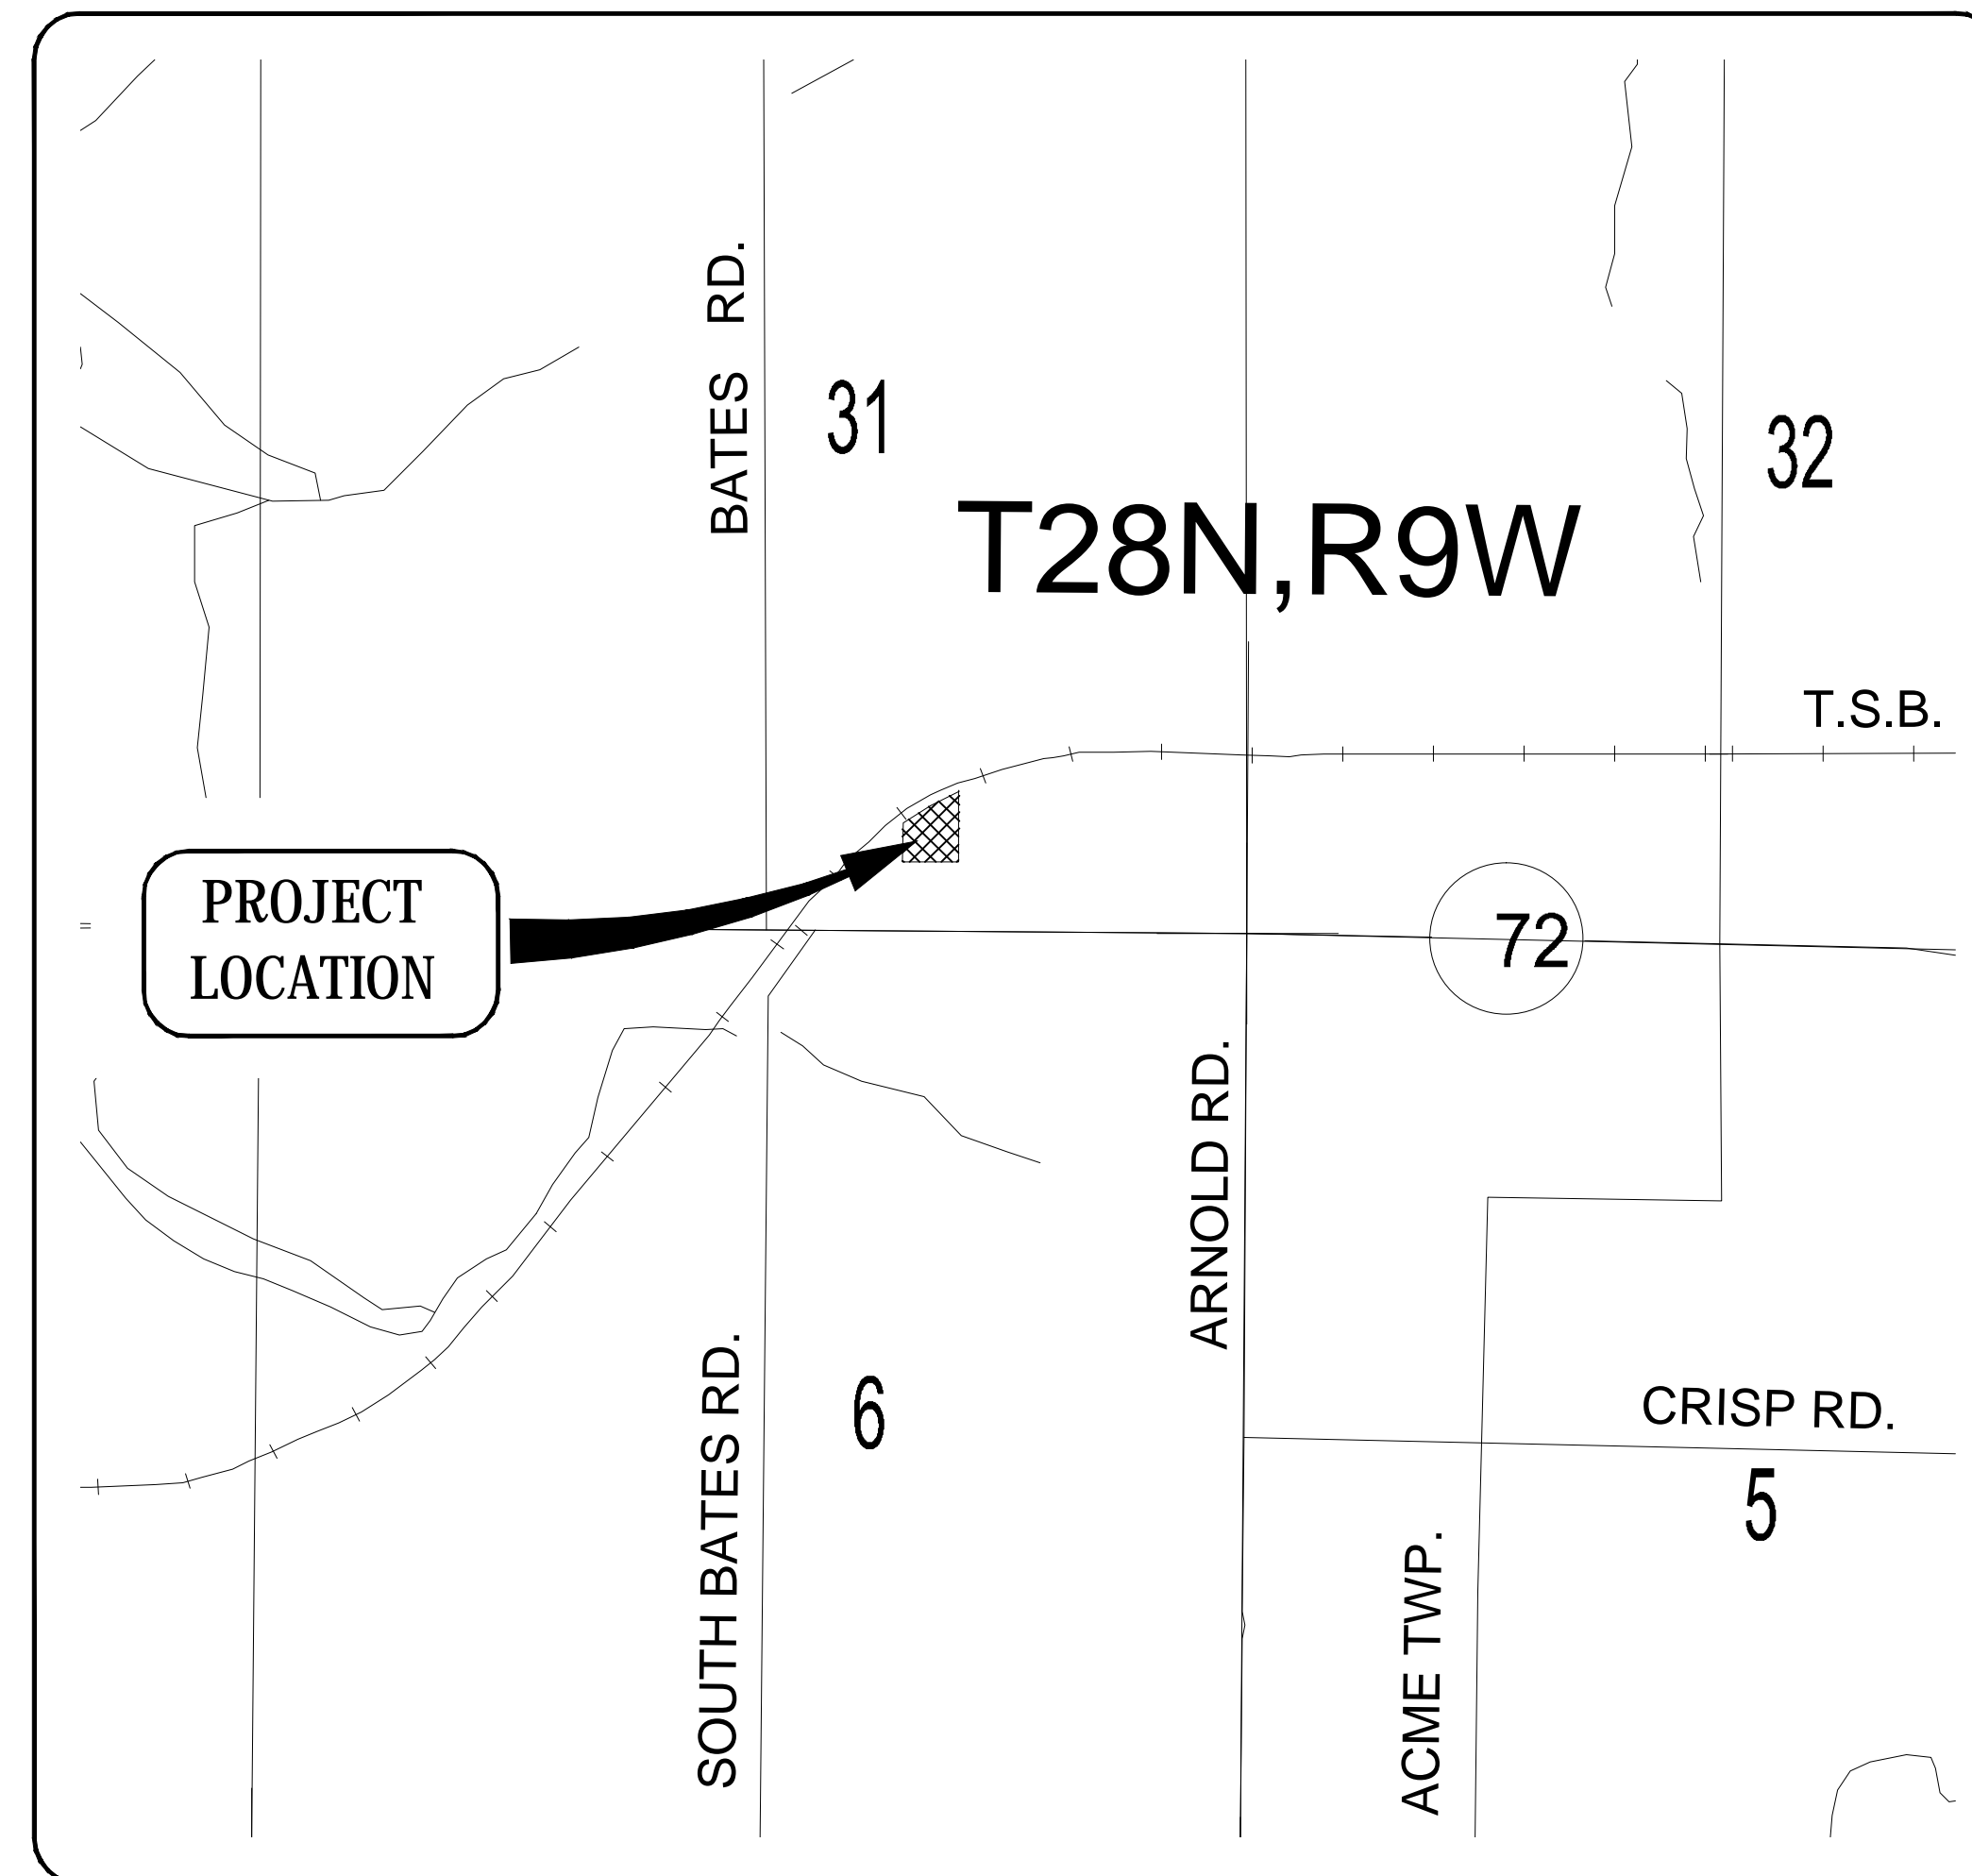 BATES RD.
31
32
T28N,R9W
T.S.B.
PROJECT
LOCATION
72
ARNOLD RD.
SOUTH BATES RD.
6
CRISP RD.
5
ACME TWP.